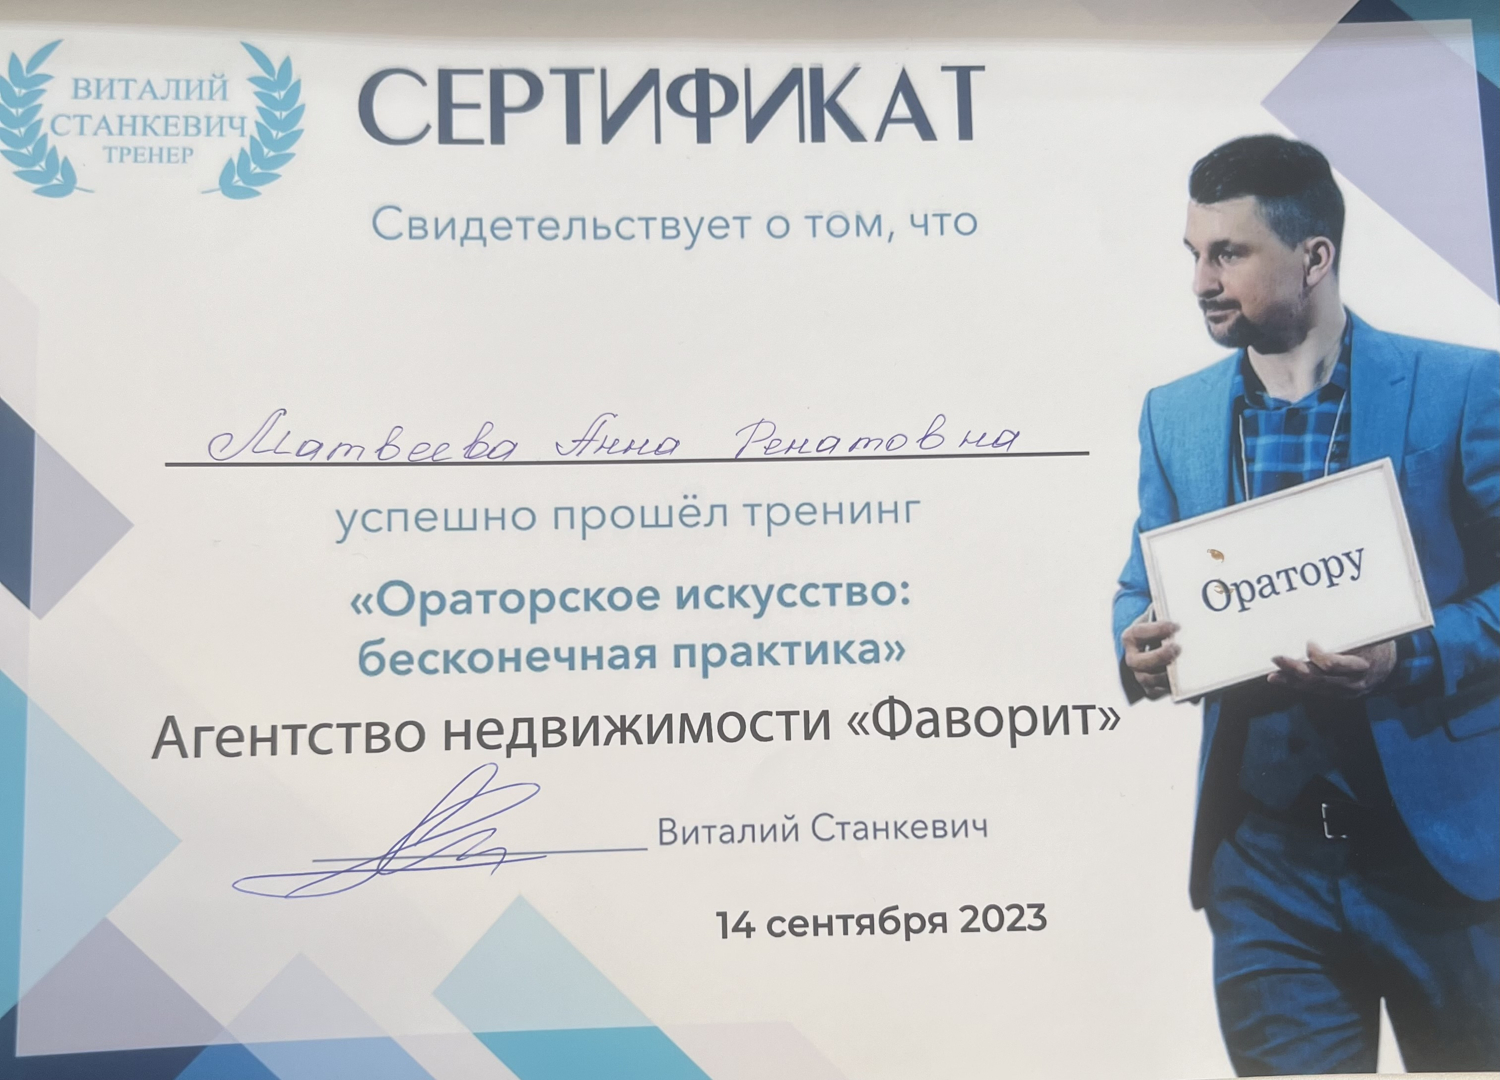 ВИТАЛИЙ
СТАНКЕВИЧ
ТРЕНЕР
СЕРТИФИКАТ
Свидетельствует о том, что
Матвеева Анна Ренатовна
успешно прошёл тренинг
«Ораторское искусство:
бесконечная практика»
Агентство недвижимости «Фаворит»
Виталий Станкевич
14 сентября 2023
Оратору